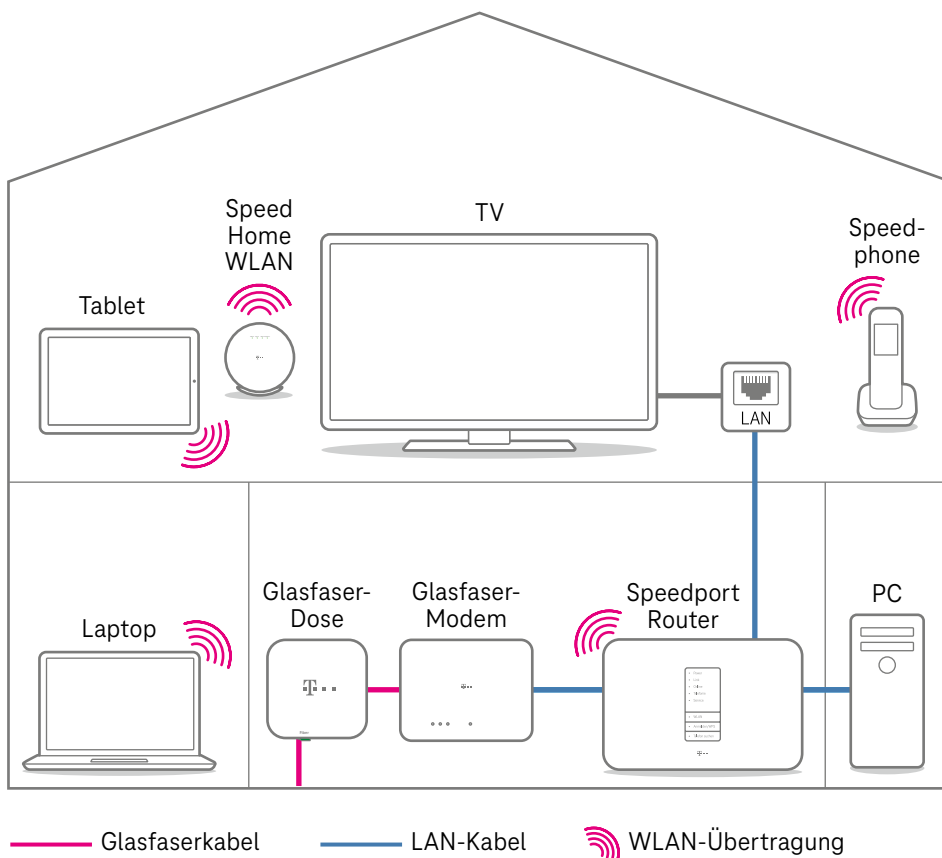 Speed
Home
WLAN
TV
Speed-
phone
Tablet
LAN
Glasfaser-
Dose
Glasfaser-
Modem
Speedport
Router
PC
Laptop
Glasfaserkabel
LAN-Kabel
WLAN-Übertragung